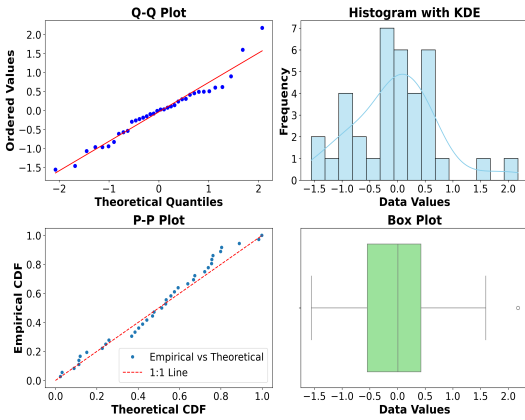 Q-Q Plot
Ordered Values
2.0
1.5
1.0
0.5
0.0
−0.5
−1.0
−1.5
−2 −1 0 1 2
Theoretical Quantiles
Histogram with KDE
Frequency
7
6
5
4
3
2
1
0
−1.5 −1.0 −0.5 0.0 0.5 1.0 1.5 2.0
Data Values
P-P Plot
Empirical CDF
1.0
0.8
0.6
0.4
0.2
0.0
Empirical vs Theoretical
1:1 Line
0.0 0.2 0.4 0.6 0.8 1.0
Theoretical CDF
Box Plot
−1.5 −1.0 −0.5 0.0 0.5 1.0 1.5 2.0
Data Values